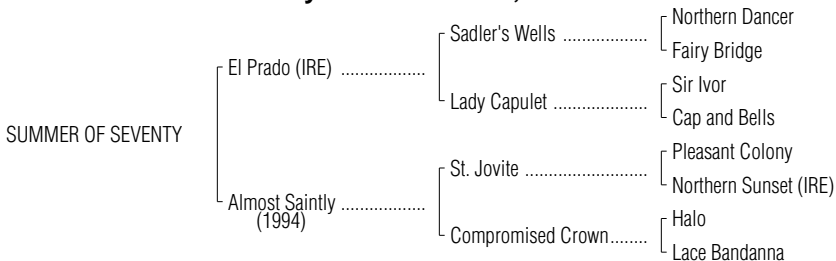 Northern Dancer
Sadler's Wells ..................
Fairy Bridge
El Prado (IRE) ..................
Sir Ivor
Lady Capulet ....................
Cap and Bells
SUMMER OF SEVENTY
Pleasant Colony
St. Jovite ..........................
Northern Sunset (IRE)
Almost Saintly ..................
(1994)
Halo
Compromised Crown........
Lace Bandanna